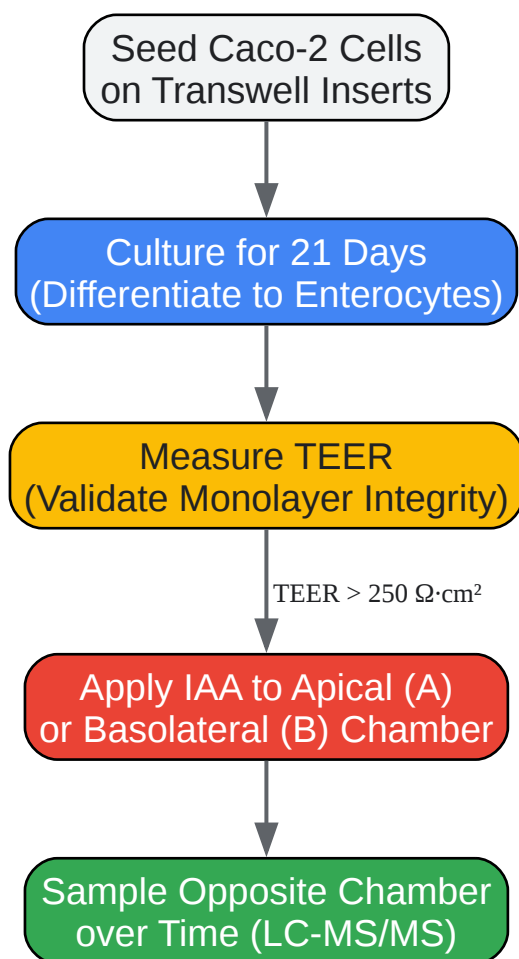 Seed Caco-2 Cells
on Transwell Inserts
Culture for 21 Days
(Differentiate to Enterocytes)
Measure TEER
(Validate Monolayer Integrity)
TEER > 250 Ω·cm²
Apply IAA to Apical (A)
or Basolateral (B) Chamber
Sample Opposite Chamber
over Time (LC-MS/MS)